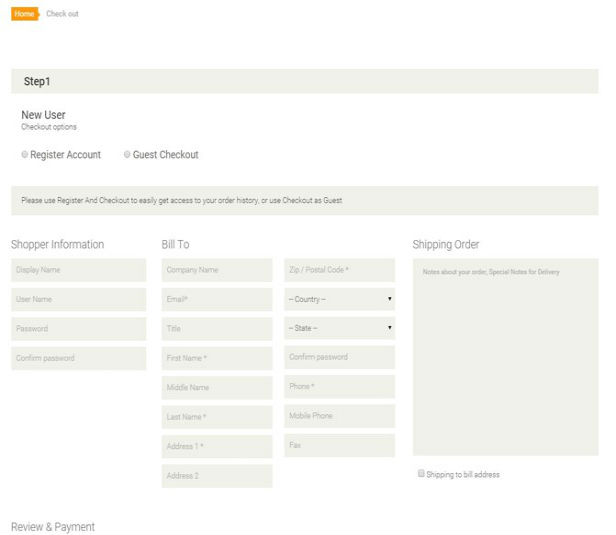 Home Check out
Step1
New User
Checkout options
Register Account Guest Checkout
Please use Register And Checkout to easily get access to your order history, or use Checkout as Guest
Shopper Information
Display Name
User Name
Password
Confirm password
Bill To
Company Name
Email*
Title
First Name *
Middle Name
Last Name *
Address 1 *
Address 2
Zip / Postal Code *
-- Country --
-- State --
Confirm password
Phone *
Mobile Phone
Fax
Shipping Order
Notes about your order, Special Notes for Delivery
Shipping to bill address
Review & Payment